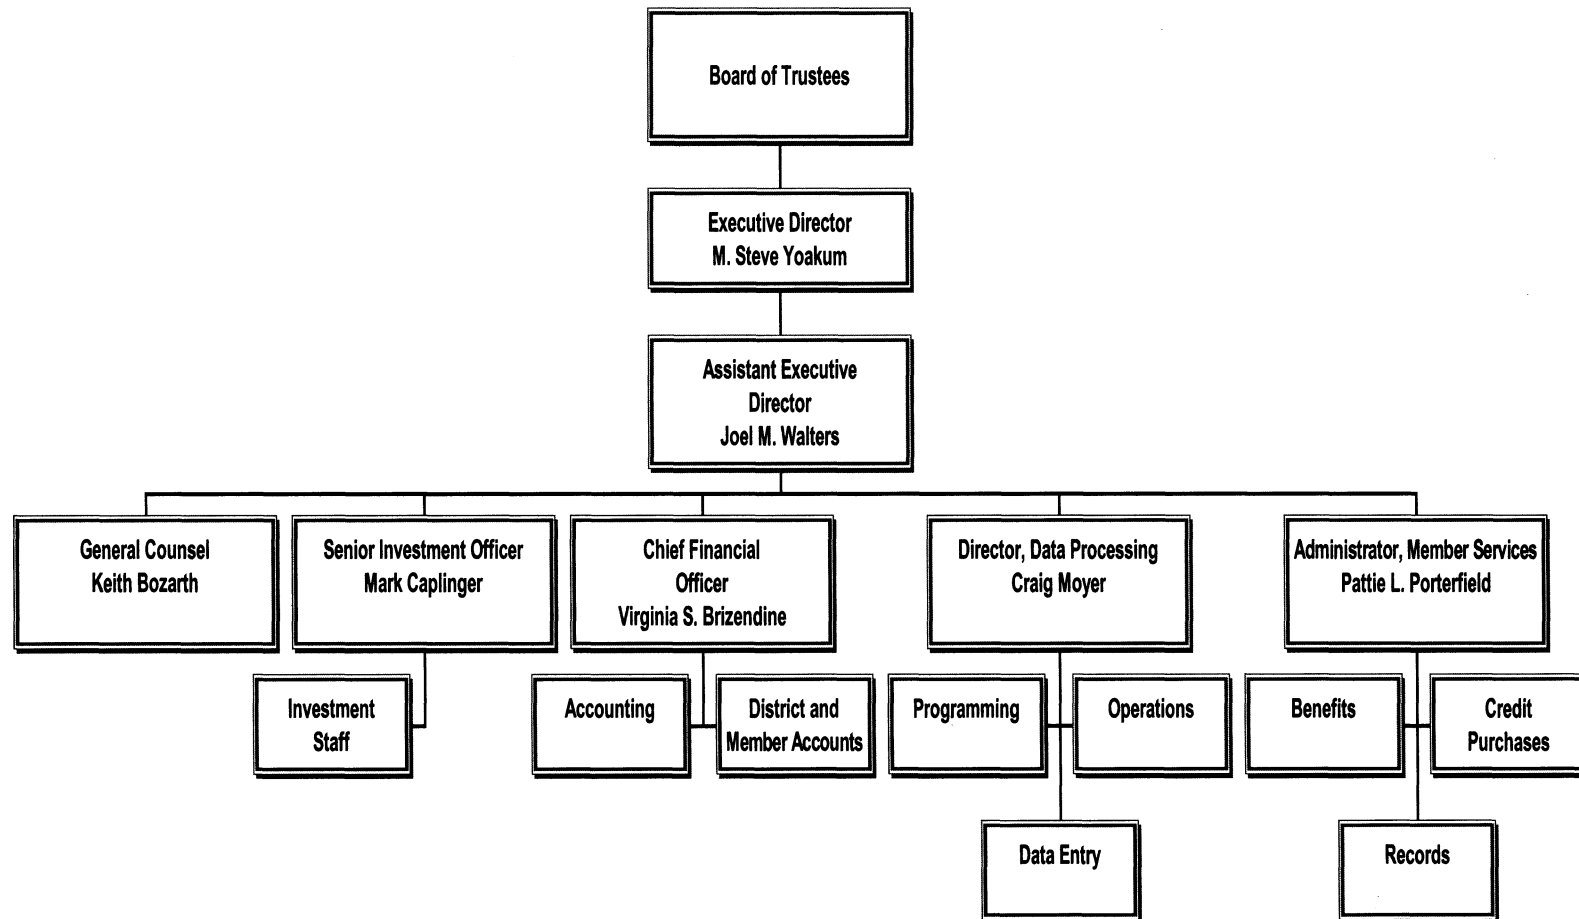 Board of Trustees
Executive Director
M. Steve Yoakum
Assistant Executive
Director
Joel M. Walters
General Counsel
Keith Bozarth
Senior Investment Officer
Mark Caplinger
Chief Financial
Officer
Virginia S. Brizendine
Director, Data Processing
Craig Moyer
Administrator, Member Services
Pattie L. Porterfield
Investment
Staff
Accounting
District and
Member Accounts
Programming
Operations
Benefits
Credit
Purchases
Data Entry
Records